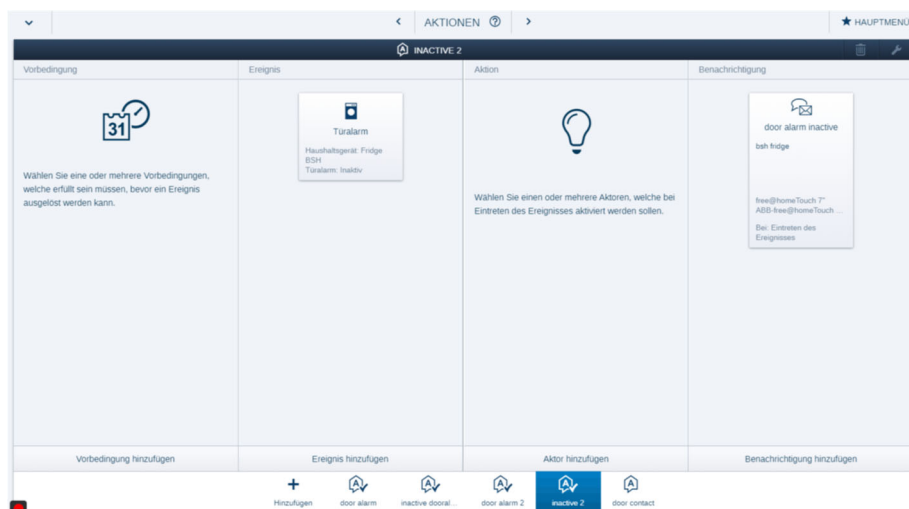 AKTIONEN
HAUPTMENÜ
INACTIVE 2
Vorbedingung
Ereignis
Aktion
Benachrichtigung
31
Wählen Sie eine oder mehrere Vorbedingungen,
welche erfüllt sein müssen, bevor ein Ereignis
ausgelöst werden kann.
Türalarm
Haushaltsgerät: Fridge
BSH
Türalarm: Inaktiv
Wählen Sie einen oder mehrere Aktoren, welche bei
Eintreten des Ereignisses aktiviert werden sollen.
door alarm inactive
bsh fridge
free@homeTouch 7"
ABB-free@homeTouch ...
Bei: Eintreten des
Ereignisses
Vorbedingung hinzufügen
Ereignis hinzufügen
Aktor hinzufügen
Benachrichtigung hinzufügen
Hinzufügen
door alarm
inactive dooral...
door alarm 2
inactive 2
door contact